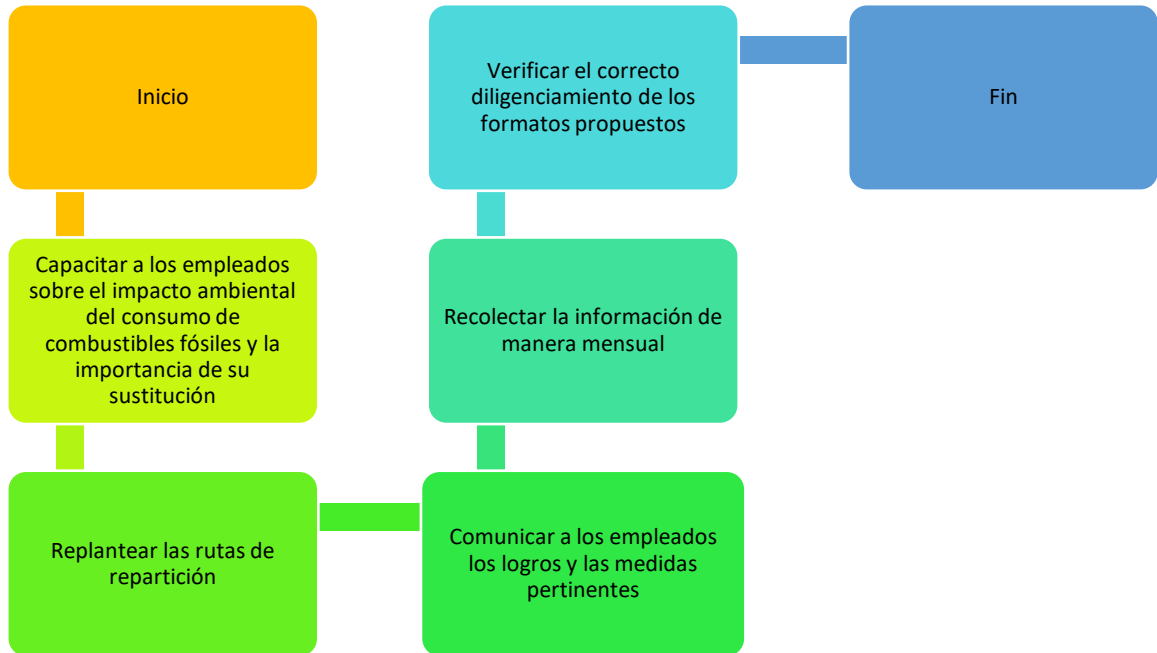 Inicio
Capacitar a los empleados
sobre el impacto ambiental
del consumo de
combustibles fósiles y la
importancia de su
sustitución
Replantear las rutas de
repartición
Comunicar a los empleados
los logros y las medidas
pertinentes
Recolectar la información de
manera mensual
Verificar el correcto
diligenciamiento de los
formatos propuestos
Fin